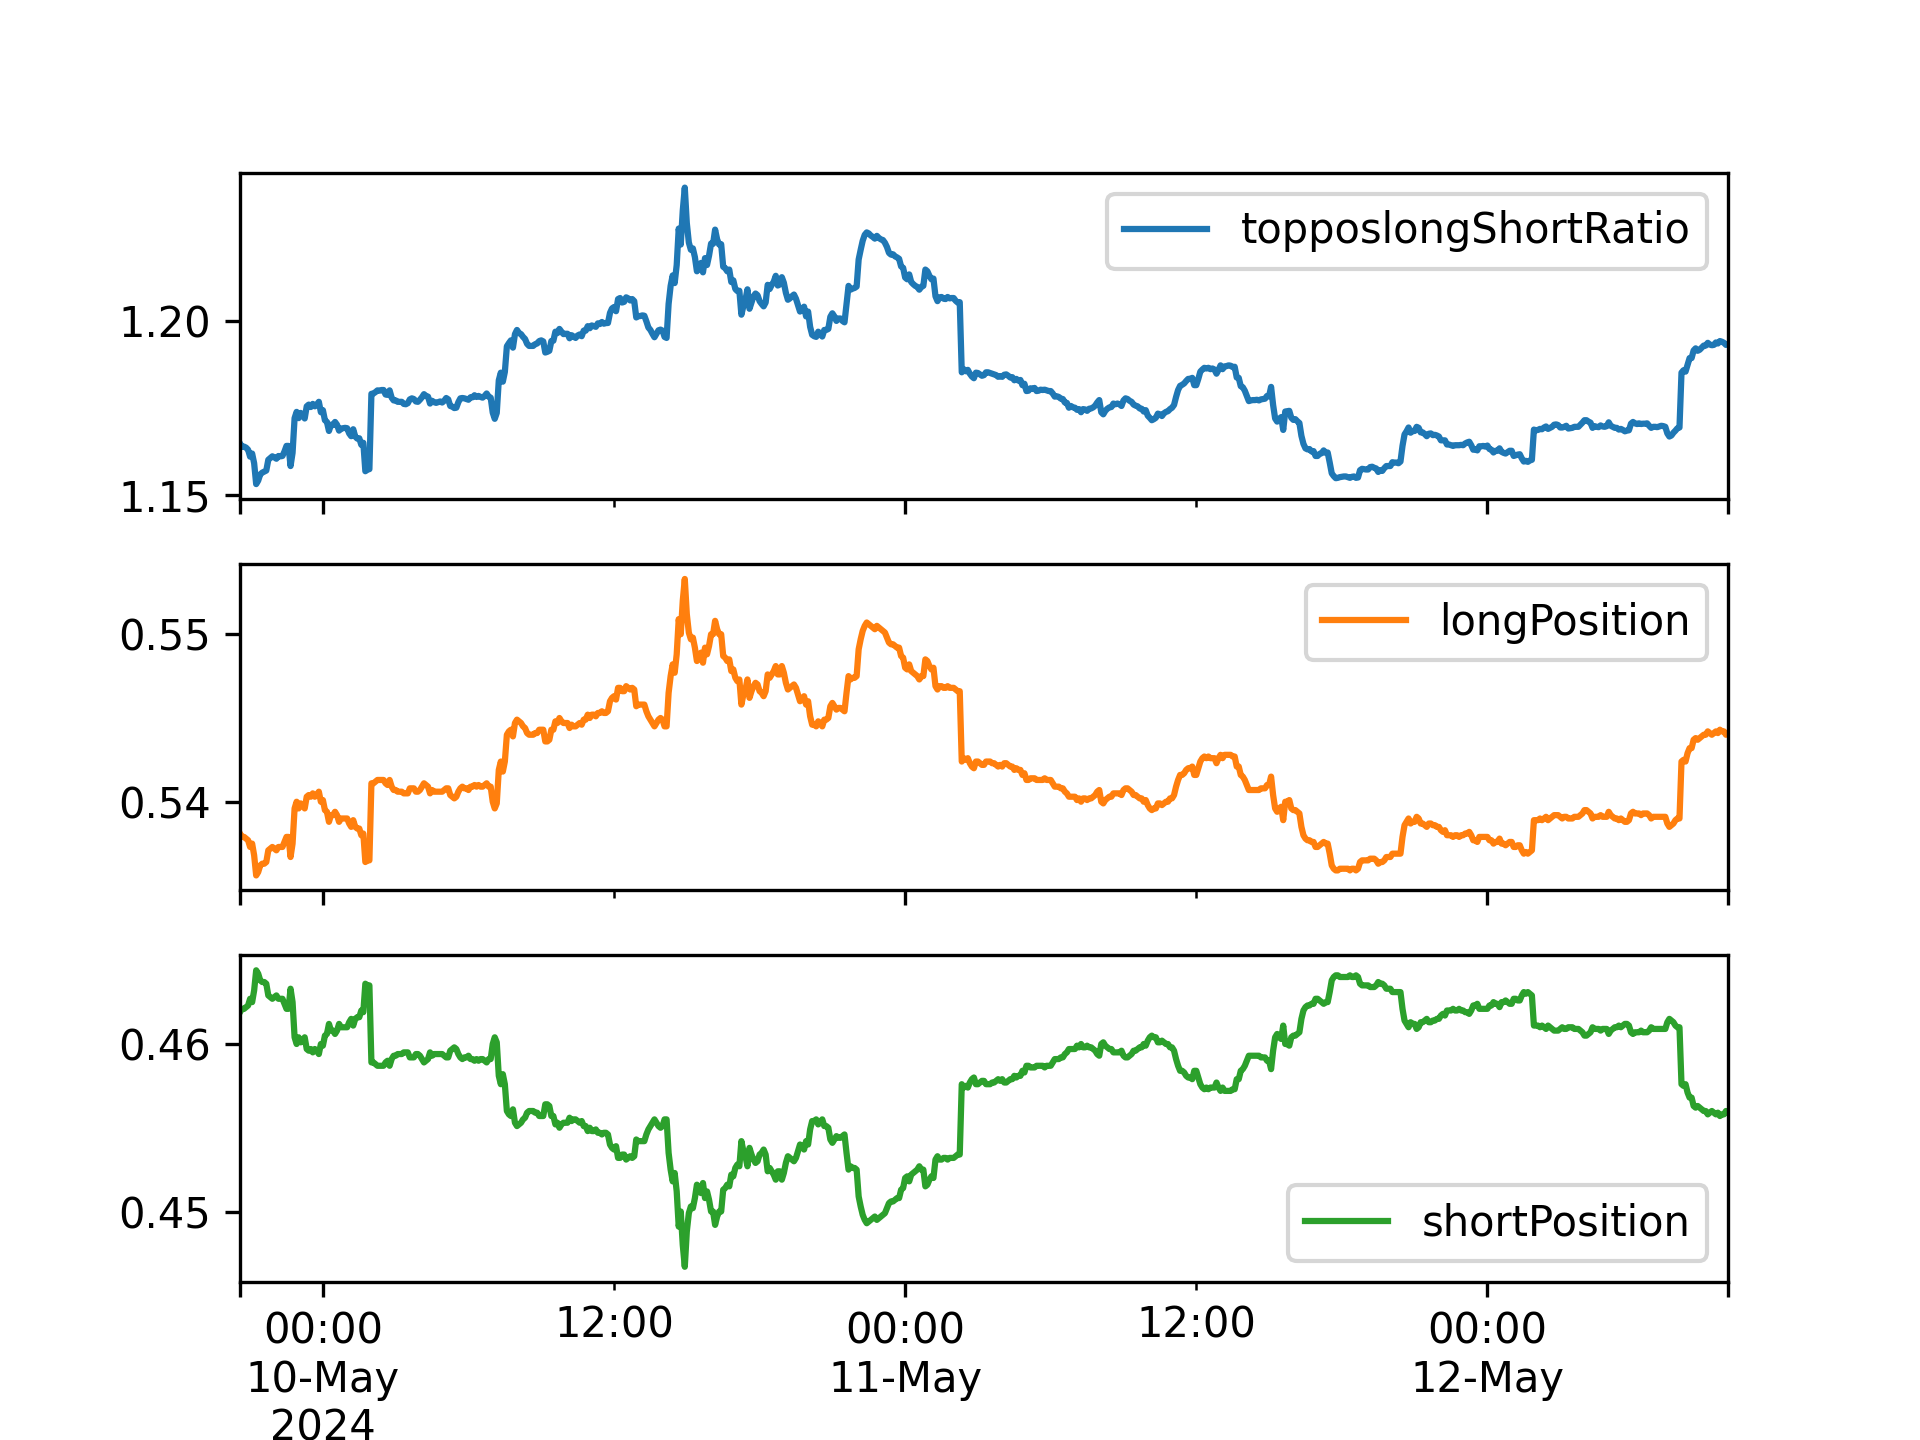 topposlongShortRatio
1.20
1.15
longPosition
0.55
0.54
0.46
0.45
shortPosition
00:00 12:00 00:00 12:00 00:00
10-May 11-May 12-May
2024